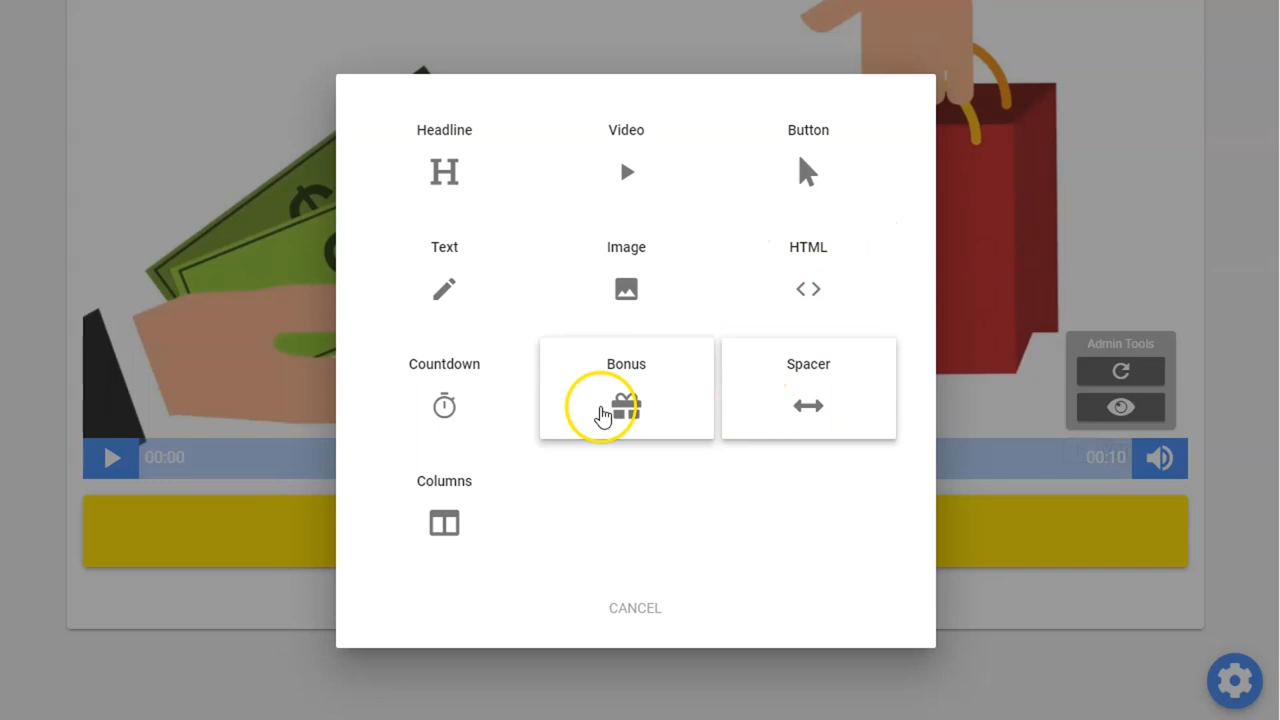 Headline
Video
Button
H
Text
Image
HTML
Countdown
Bonus
Spacer
Admin Tools
00:00
00:10
Columns
CANCEL